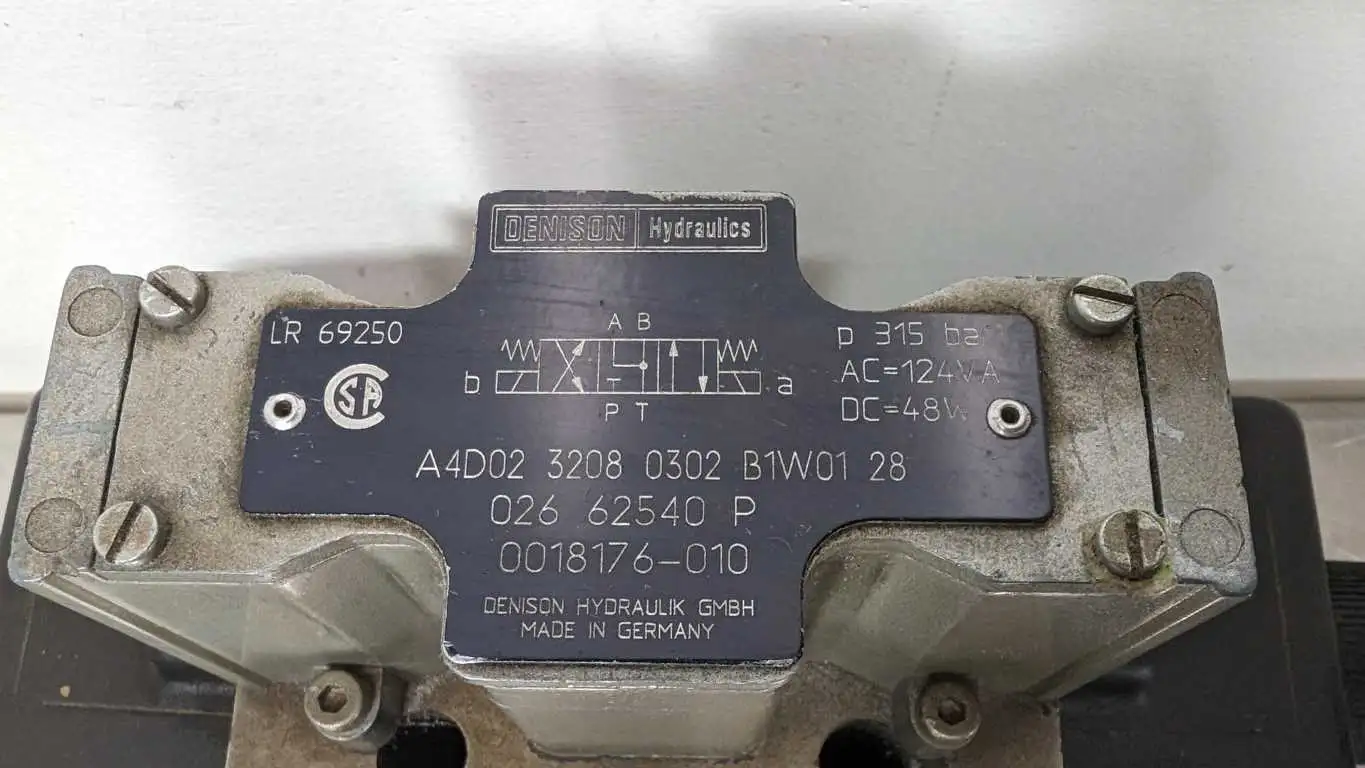 DENISON Hydraulics
LR 69250
CSA
A B
b a
P T
p 315 bar
AC=124VA
DC=48W
A4D02 3208 0302 B1W01 28
026 62540 P
0018176-010
DENISON HYDRAULIK GMBH
MADE IN GERMANY